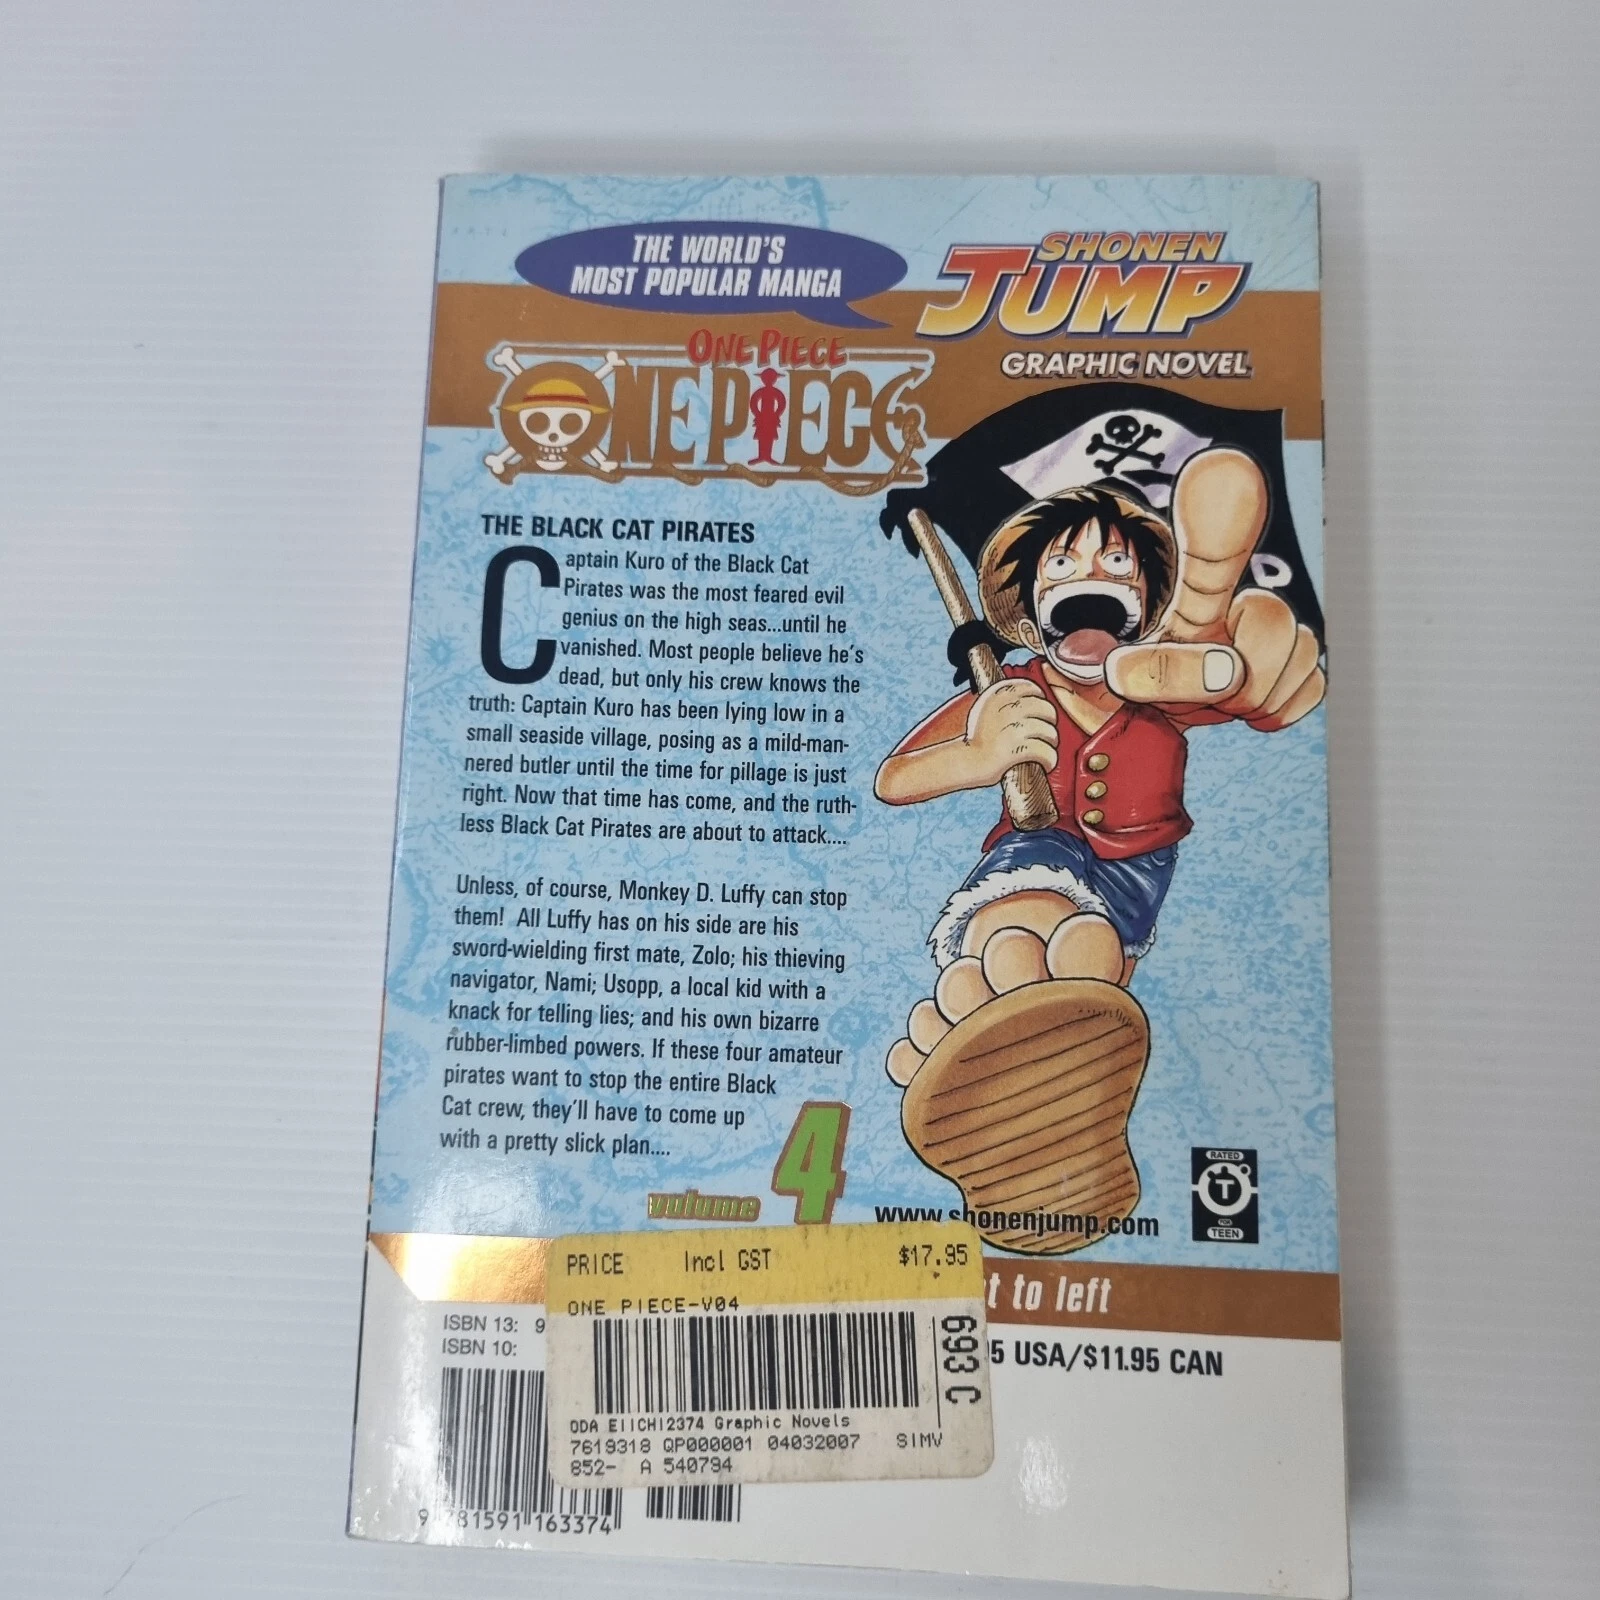 THE WORLD'S
MOST POPULAR MANGA
SHONEN
JUMP
GRAPHIC NOVEL
ONE PIECE
ONE PIECE
THE BLACK CAT PIRATES
Captain Kuro of the Black Cat
Pirates was the most feared evil
genius on the high seas...until he
vanished. Most people believe he's
dead, but only his crew knows the
truth: Captain Kuro has been lying low in a
small seaside village, posing as a mild-man-
nered butler until the time for pillage is just
right. Now that time has come, and the ruth-
less Black Cat Pirates are about to attack....
Unless, of course, Monkey D. Luffy can stop
them! All Luffy has on his side are his
sword-wielding first mate, Zolo; his thieving
navigator, Nami; Usopp, a local kid with a
knack for telling lies; and his own bizarre
rubber-limbed powers. If these four amateur
pirates want to stop the entire Black
Cat crew, they'll have to come up
with a pretty slick plan....
volume 4
www.shonenjump.com
RATED
T
FOR
TEEN
PRICE Incl GST $17.95
ONE PIECE-V04
693 C
ODA EIICHI2374 Graphic Novels
7619318 QP000001 04032007 SIMV
852- A 540794
to left
ISBN 13: 9
ISBN 10:
5 USA/$11.95 CAN
9 781591 163374